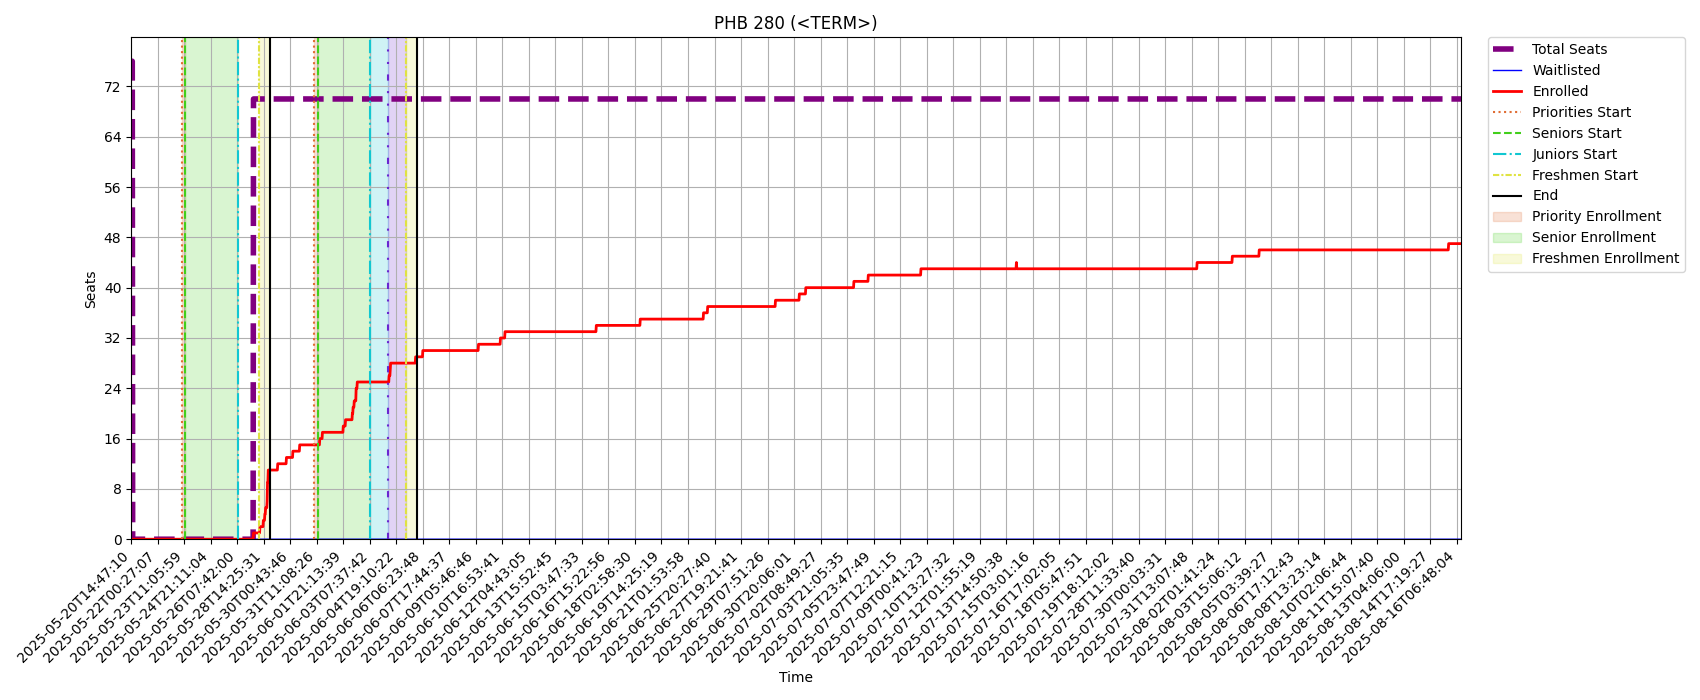 PHB 280 (<TERM>)
Total Seats
Waitlisted
Enrolled
Priorities Start
Seniors Start
Juniors Start
Freshmen Start
End
Priority Enrollment
Senior Enrollment
Freshmen Enrollment
Seats
72
64
56
48
40
32
24
16
8
0
2025-05-20T14:47:10
2025-05-22T00:27:07
2025-05-23T11:05:59
2025-05-24T21:11:04
2025-05-26T07:42:00
2025-05-28T14:25:31
2025-05-30T00:43:46
2025-05-31T11:08:26
2025-06-01T21:13:39
2025-06-03T07:37:42
2025-06-04T19:10:22
2025-06-06T06:23:48
2025-06-07T17:44:37
2025-06-09T05:46:46
2025-06-10T16:53:41
2025-06-12T04:43:05
2025-06-13T15:52:45
2025-06-15T03:47:33
2025-06-16T15:22:56
2025-06-18T02:58:30
2025-06-19T14:25:19
2025-06-21T01:53:58
2025-06-25T20:27:40
2025-06-27T19:21:41
2025-06-29T07:51:26
2025-06-30T20:06:01
2025-07-02T08:49:27
2025-07-03T21:05:35
2025-07-05T23:47:49
2025-07-07T12:21:15
2025-07-09T00:41:23
2025-07-10T13:27:32
2025-07-12T01:55:19
2025-07-13T14:50:38
2025-07-15T03:01:16
2025-07-16T17:02:05
2025-07-18T05:47:51
2025-07-19T18:12:02
2025-07-28T11:33:40
2025-07-30T00:03:31
2025-07-31T13:07:48
2025-08-02T01:41:24
2025-08-03T15:06:12
2025-08-05T03:39:27
2025-08-06T17:12:43
2025-08-08T13:23:14
2025-08-10T02:06:44
2025-08-11T15:07:40
2025-08-13T04:06:00
2025-08-14T17:19:27
2025-08-16T06:48:04
Time